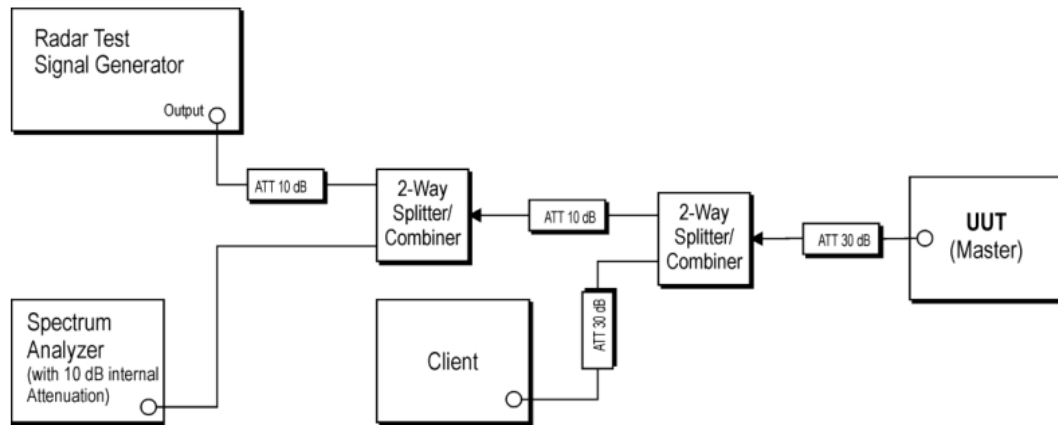 Radar Test
Signal Generator
Output
ATT 10 dB
2-Way
Splitter/
Combiner
ATT 10 dB
2-Way
Splitter/
Combiner
ATT 30 dB
UUT
(Master)
Spectrum
Analyzer
(with 10 dB internal
Attenuation)
Client
ATT 30 dB